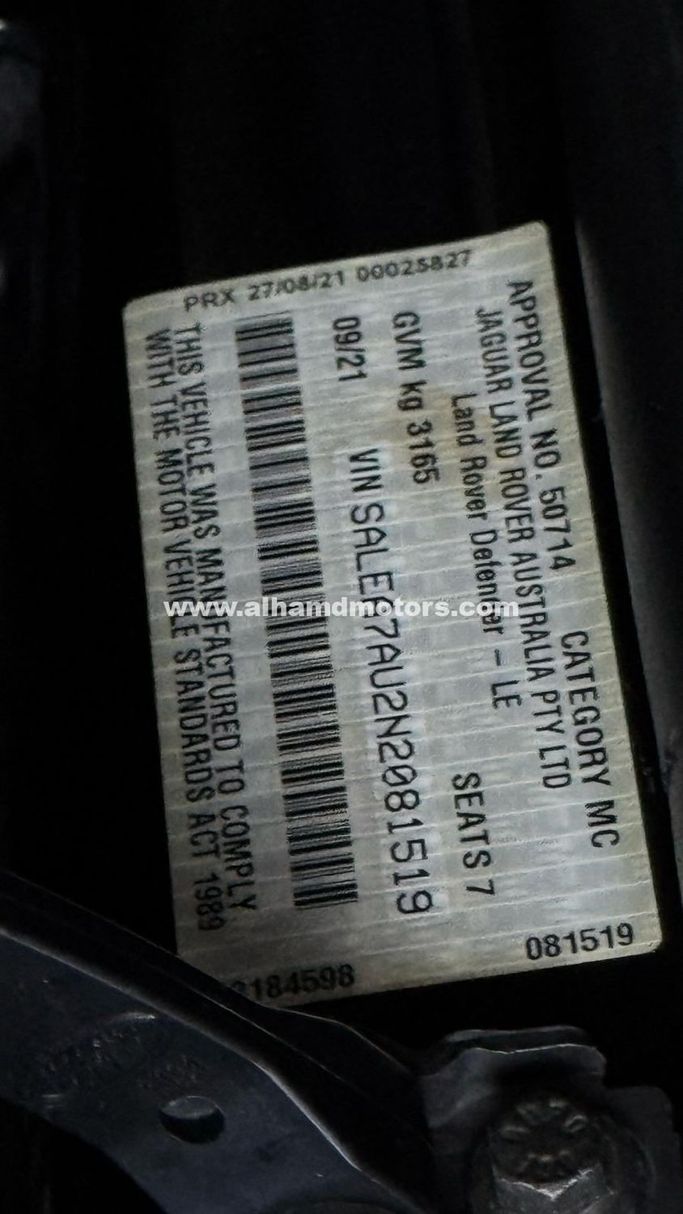 APPROVAL NO. 50714 CATEGORY MC
JAGUAR LAND ROVER AUSTRALIA PTY LTD
Land Rover Defender – LE
GVM kg 3165 SEATS 7
09/21 VIN SALEA7AU2N2081519
THIS VEHICLE WAS MANUFACTURED TO COMPLY
WITH THE MOTOR VEHICLE STANDARDS ACT 1989
PRX 27/08/21 00025827
081519
184598
www.alhamdmotors.com